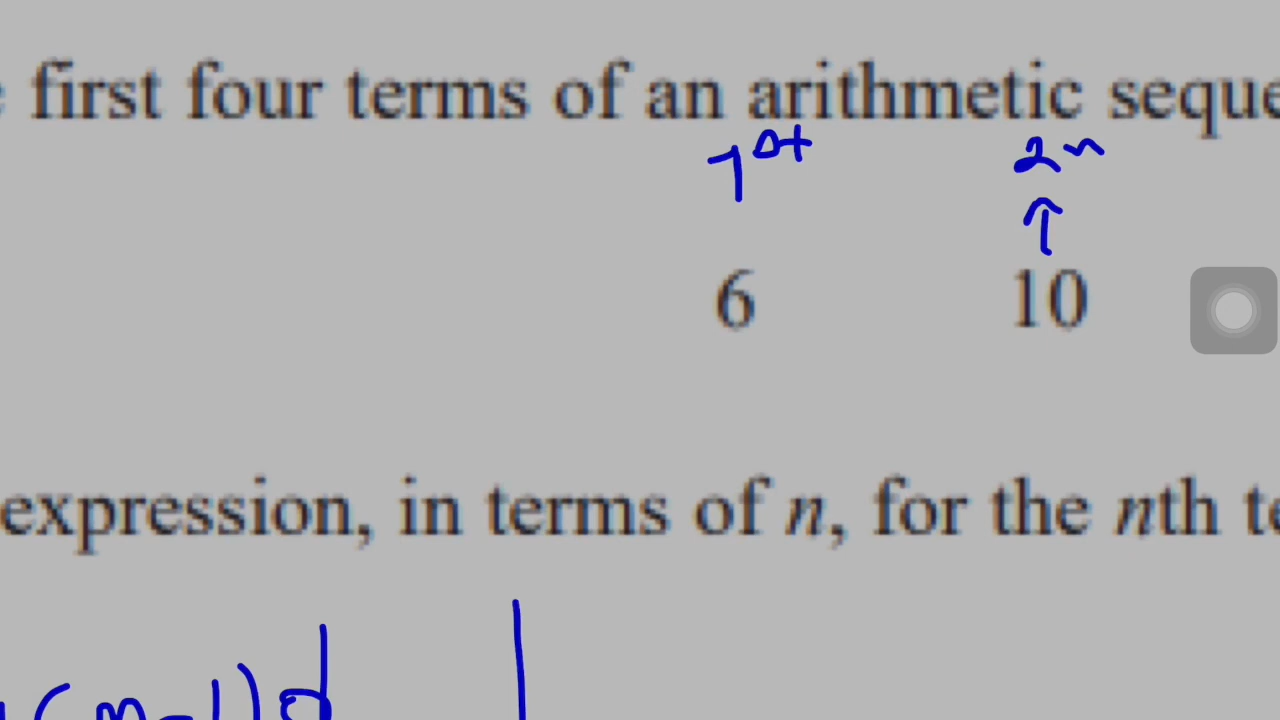 first four terms of an arithmetic seque
1st 2n
6 10
expression, in terms of n, for the nth te
(n-1)d